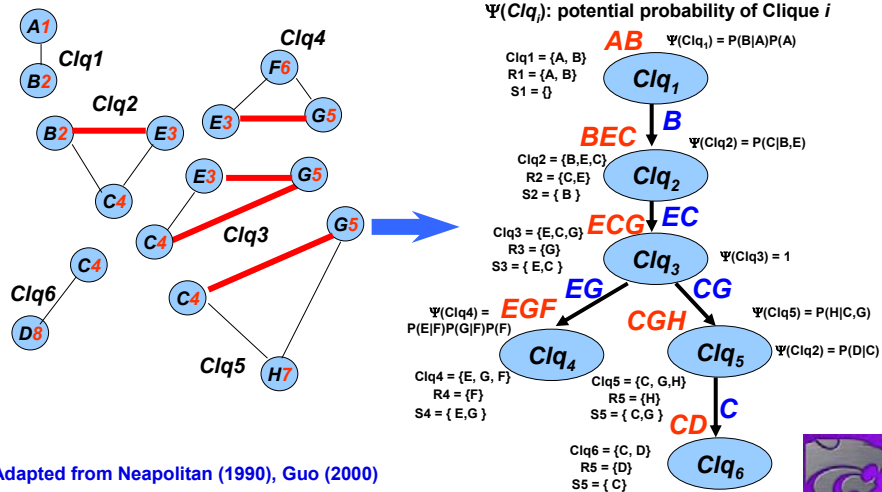 Ψ(Clqi): potential probability of Clique i
A1
B2
Clq1
Clq2
B2
E3
C4
Clq4
F6
E3
G5
E3
G5
C4
Clq3
C4
Clq6
D8
G5
C4
Clq5
H7
AB
Ψ(Clq1) = P(B|A)P(A)
Clq1 = {A, B}
R1 = {A, B}
S1 = {}
Clq1
B
BEC
Ψ(Clq2) = P(C|B,E)
Clq2 = {B,E,C}
R2 = {C,E}
S2 = { B }
Clq2
EC
ECG
Clq3 = {E,C,G}
R3 = {G}
S3 = { E,C }
Clq3
Ψ(Clq3) = 1
EG
CG
Ψ(Clq4) =
P(E|F)P(G|F)P(F)
EGF
CGH
Ψ(Clq5) = P(H|C,G)
Clq4
Clq5
Ψ(Clq2) = P(D|C)
Clq4 = {E, G, F}
R4 = {F}
S4 = { E,G }
Clq5 = {C, G,H}
R5 = {H}
S5 = { C,G }
C
CD
Clq6 = {C, D}
R5 = {D}
S5 = { C}
Clq6
Adapted from Neapolitan (1990), Guo (2000)